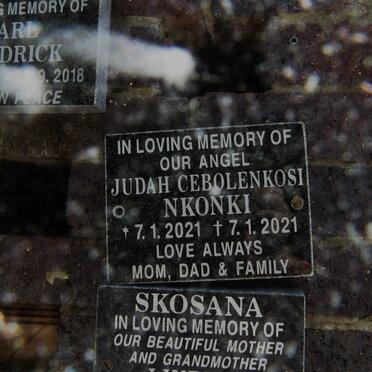 MEMORY OF
DRICK
9. 2018
PEACE
IN LOVING MEMORY OF
OUR ANGEL
JUDAH CEBOLENKOSI
NKONKI
* 7. 1. 2021 † 7. 1. 2021
LOVE ALWAYS
MOM, DAD & FAMILY
SKOSANA
IN LOVING MEMORY OF
OUR BEAUTIFUL MOTHER
AND GRANDMOTHER